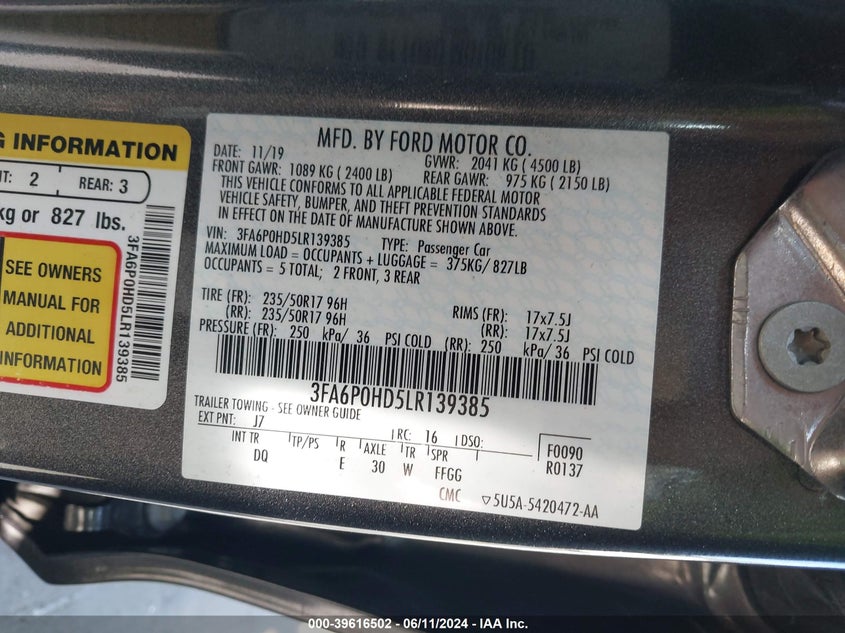 G INFORMATION
NT: 2 REAR: 3
kg or 827 lbs.
SEE OWNERS
MANUAL FOR
ADDITIONAL
INFORMATION
3FA6P0HD5LR139385
MFD. BY FORD MOTOR CO.
DATE: 11/19 GVWR: 2041 KG ( 4500 LB)
FRONT GAWR: 1089 KG ( 2400 LB) REAR GAWR: 975 KG ( 2150 LB)
THIS VEHICLE CONFORMS TO ALL APPLICABLE FEDERAL MOTOR
VEHICLE SAFETY, BUMPER, AND THEFT PREVENTION STANDARDS
IN EFFECT ON THE DATE OF MANUFACTURE SHOWN ABOVE.
VIN: 3FA6P0HD5LR139385 TYPE: Passenger Car
MAXIMUM LOAD = OCCUPANTS + LUGGAGE = 375KG/ 827LB
OCCUPANTS = 5 TOTAL; 2 FRONT, 3 REAR
TIRE (FR): 235/50R17 96H RIMS (FR): 17x7.5J
(RR): 235/50R17 96H (RR): 17x7.5J
PRESSURE (FR): 250 kPa/ 36 PSI COLD (RR): 250 kPa/ 36 PSI COLD
3FA6P0HD5LR139385
TRAILER TOWING - SEE OWNER GUIDE
EXT PNT: J7 RC: 16 DSO: F0090
INT TR TP/PS R AXLE TR SPR R0137
DQ E 30 W FFGG
CMC ▽5U5A-5420472-AA
000-39616502 - 06/11/2024 - IAA Inc.